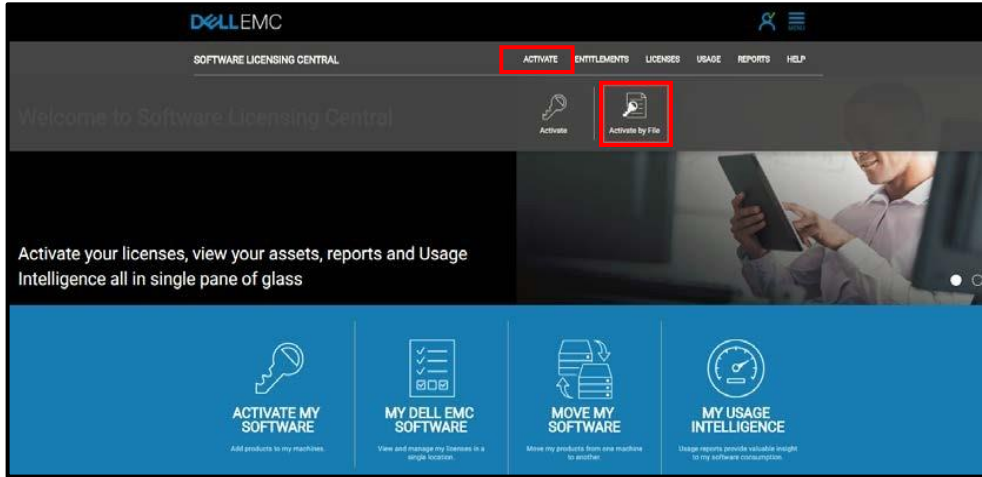 DELLEMC
MENU
SOFTWARE LICENSING CENTRAL
ACTIVATE ENTITLEMENTS LICENSES USAGE REPORTS HELP
Welcome to Software Licensing Central
Activate
Activate by File
Activate your licenses, view your assets, reports and Usage
Intelligence all in single pane of glass
ACTIVATE MY
SOFTWARE
Add products to my machines.
MY DELL EMC
SOFTWARE
View and manage my licenses in a
single location.
MOVE MY
SOFTWARE
Move my products from one machine
to another.
MY USAGE
INTELLIGENCE
Usage reports provide valuable insight
to my software consumption.